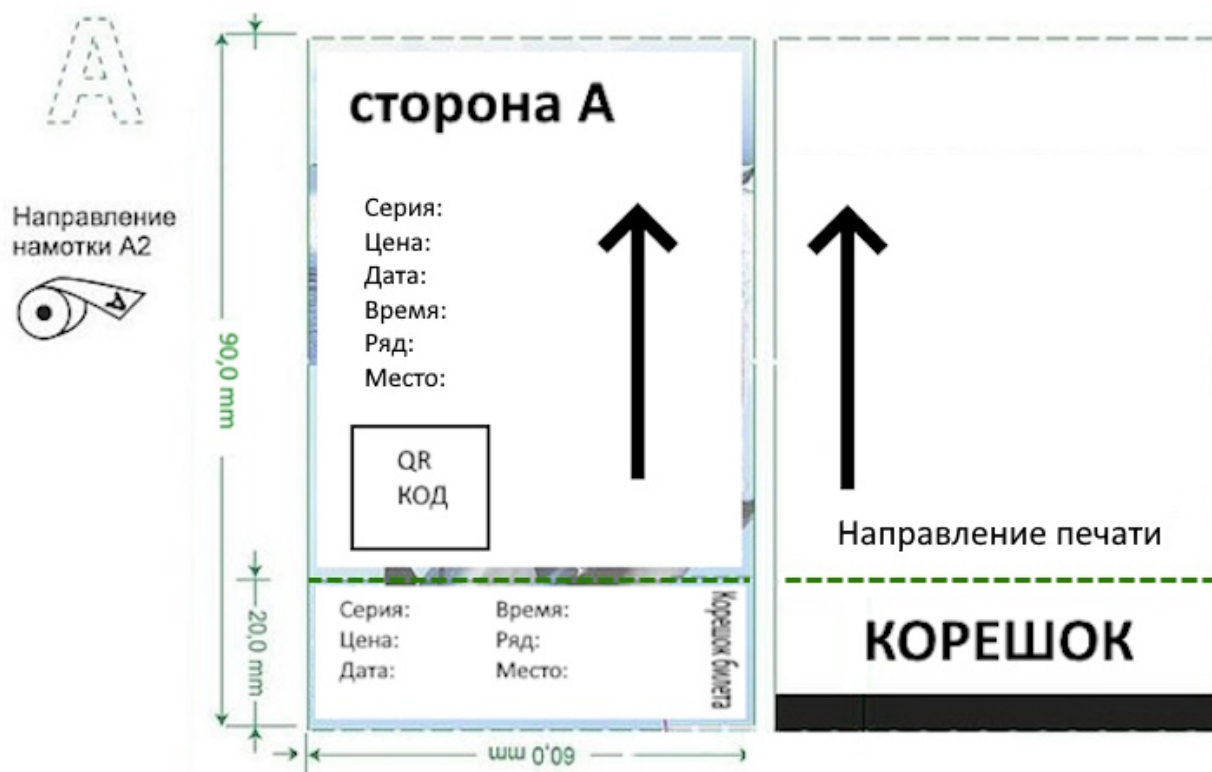 А
Направление
намотки А2
А
90,0 mm
20,0 mm
60,0 mm
сторона А
Серия:
Цена:
Дата:
Время:
Ряд:
Место:
QR
КОД
Серия:
Цена:
Дата:
Время:
Ряд:
Место:
Корешок билета
Направление печати
КОРЕШОК